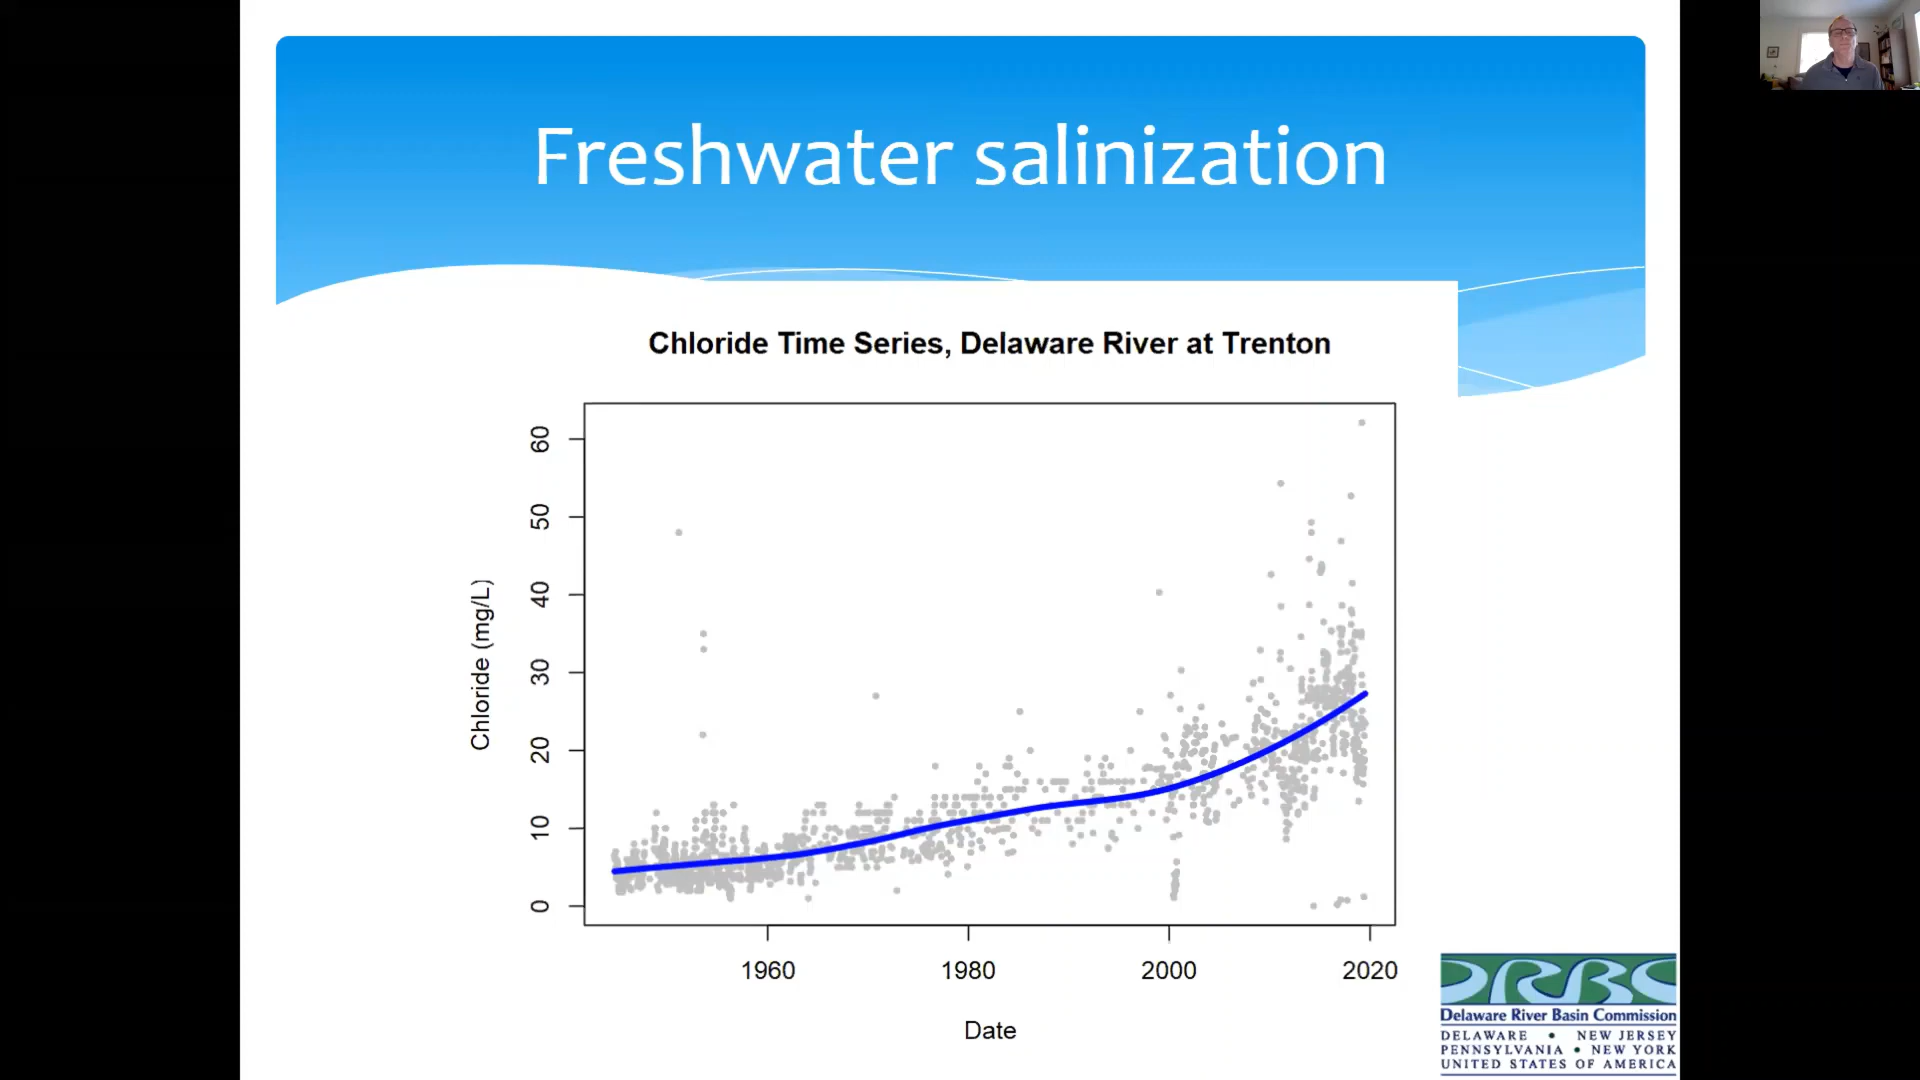 Freshwater salinization
Chloride Time Series, Delaware River at Trenton
Chloride (mg/L)
60
50
40
30
20
10
0
1960 1980 2000 2020
Date
DRBC
Delaware River Basin Commission
DELAWARE • NEW JERSEY
PENNSYLVANIA • NEW YORK
UNITED STATES OF AMERICA